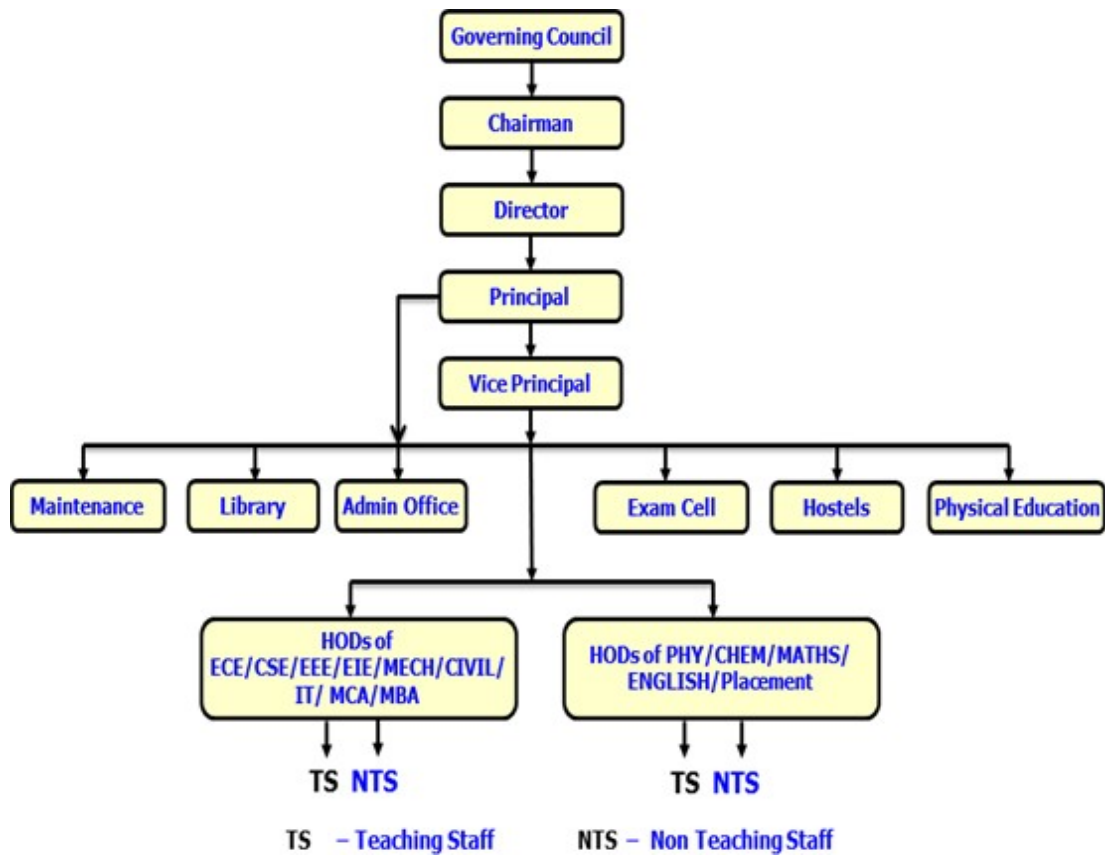 Governing Council
Chairman
Director
Principal
Vice Principal
Maintenance
Library
Admin Office
Exam Cell
Hostels
Physical Education
HODs of
ECE/CSE/EEE/EIE/MECH/CIVIL/
IT/ MCA/MBA
HODs of PHY/CHEM/MATHS/
ENGLISH/Placement
TS NTS
TS NTS
TS – Teaching Staff
NTS – Non Teaching Staff